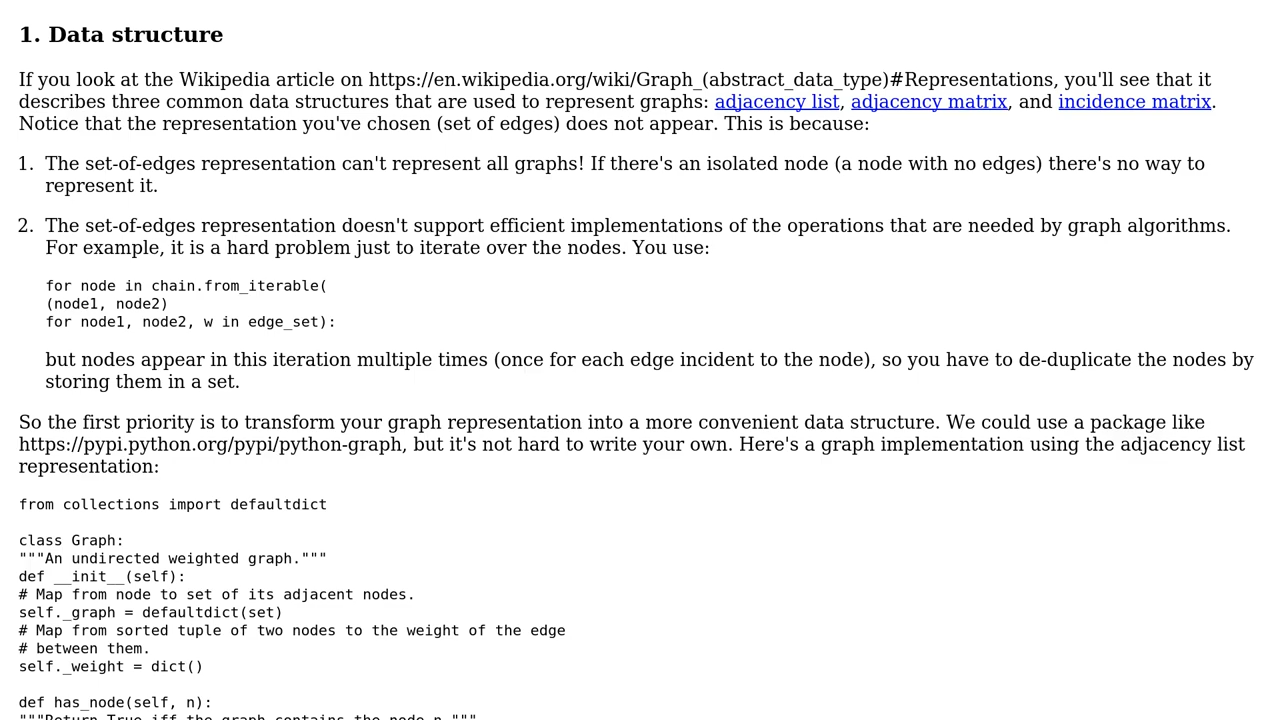 1. Data structure
If you look at the Wikipedia article on https://en.wikipedia.org/wiki/Graph_(abstract_data_type)#Representations, you'll see that it
describes three common data structures that are used to represent graphs: adjacency list, adjacency matrix, and incidence matrix.
Notice that the representation you've chosen (set of edges) does not appear. This is because:
1. The set-of-edges representation can't represent all graphs! If there's an isolated node (a node with no edges) there's no way to
represent it.
2. The set-of-edges representation doesn't support efficient implementations of the operations that are needed by graph algorithms.
For example, it is a hard problem just to iterate over the nodes. You use:
for node in chain.from_iterable(
(node1, node2)
for node1, node2, w in edge_set):
but nodes appear in this iteration multiple times (once for each edge incident to the node), so you have to de-duplicate the nodes by
storing them in a set.
So the first priority is to transform your graph representation into a more convenient data structure. We could use a package like
https://pypi.python.org/pypi/python-graph, but it's not hard to write your own. Here's a graph implementation using the adjacency list
representation:
from collections import defaultdict
class Graph:
"""An undirected weighted graph."""
def __init__(self):
# Map from node to set of its adjacent nodes.
self._graph = defaultdict(set)
# Map from sorted tuple of two nodes to the weight of the edge
# between them.
self._weight = dict()
def has_node(self, n):
"""Return True iff the graph contains the node n."""